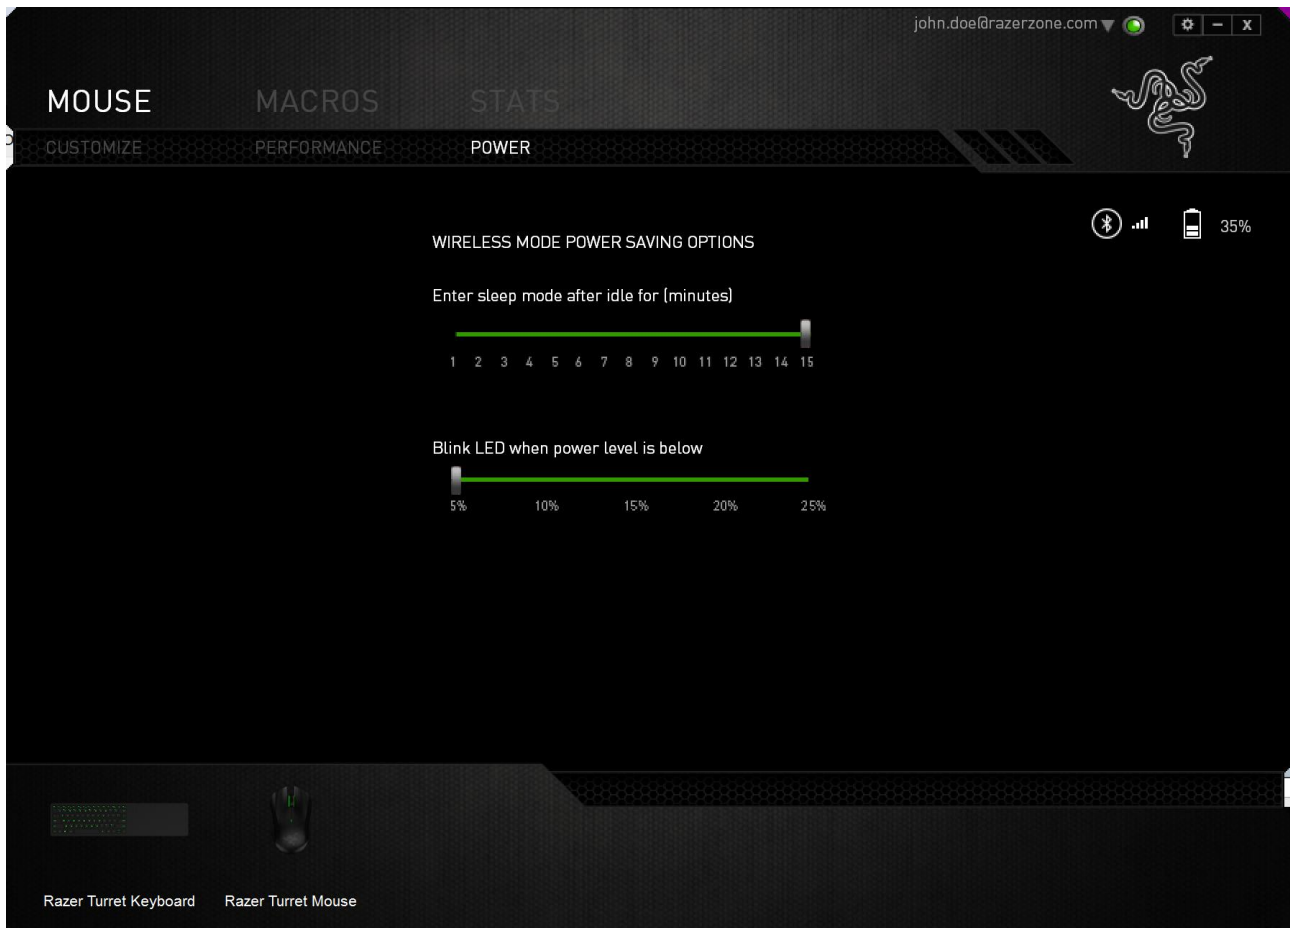 john.doe@razerzone.com
MOUSE MACROS STATS
CUSTOMIZE PERFORMANCE POWER
35%
WIRELESS MODE POWER SAVING OPTIONS
Enter sleep mode after idle for (minutes)
1 2 3 4 5 6 7 8 9 10 11 12 13 14 15
Blink LED when power level is below
5% 10% 15% 20% 25%
Razer Turret Keyboard Razer Turret Mouse